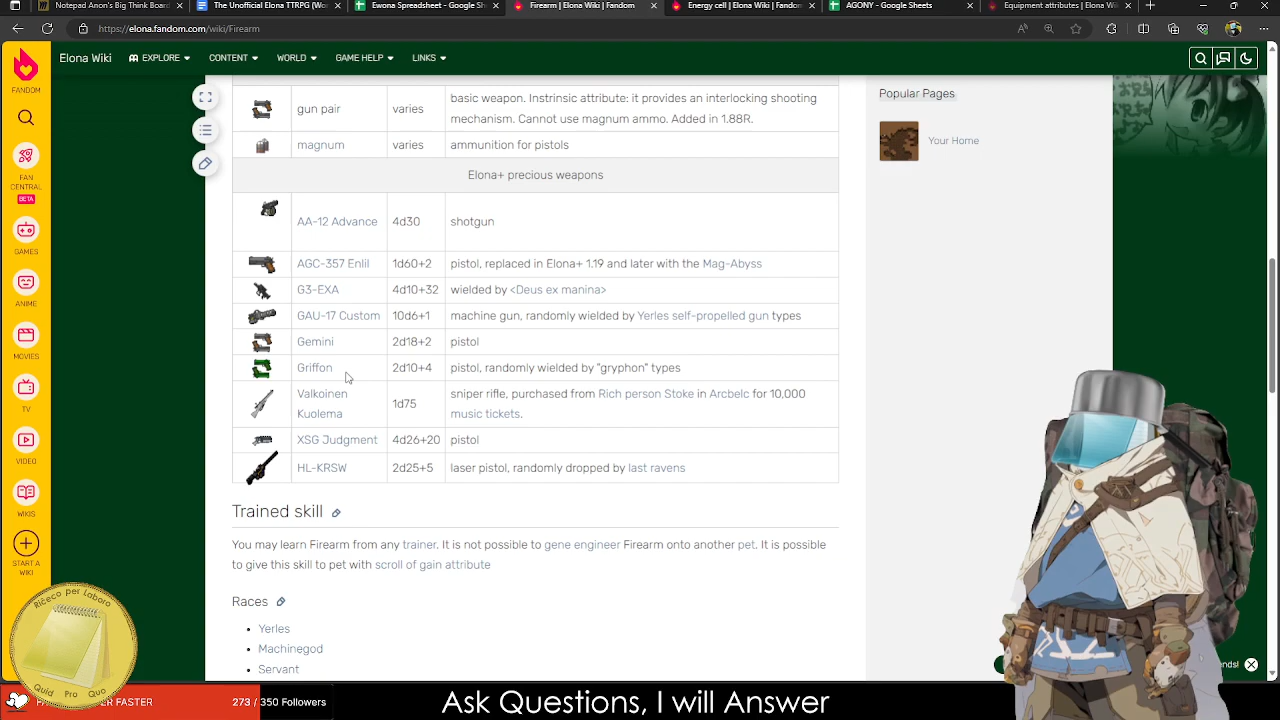 Notepad Anon's Big Think Board
The Unofficial Elona TTRPG (Wor
Ewona Spreadsheet - Google Sh
Firearm | Elona Wiki | Fandom
Energy cell | Elona Wiki | Fandom
AGONY - Google Sheets
Equipment attributes | Elona Wi
https://elona.fandom.com/wiki/Firearm
Elona Wiki
EXPLORE
CONTENT
WORLD
GAME HELP
LINKS
FANDOM
FAN
CENTRAL
BETA
GAMES
ANIME
MOVIES
TV
VIDEO
WIKIS
START A
WIKI
gun pair varies basic weapon. Instrinsic attribute: it provides an interlocking shooting
mechanism. Cannot use magnum ammo. Added in 1.88R.
magnum varies ammunition for pistols
Elona+ precious weapons
AA-12 Advance 4d30 shotgun
AGC-357 Enlil 1d60+2 pistol, replaced in Elona+ 1.19 and later with the Mag-Abyss
G3-EXA 4d10+32 wielded by <Deus ex manina>
GAU-17 Custom 10d6+1 machine gun, randomly wielded by Yerles self-propelled gun types
Gemini 2d18+2 pistol
Griffon 2d10+4 pistol, randomly wielded by "gryphon" types
Valkoinen
Kuolema 1d75 sniper rifle, purchased from Rich person Stoke in Arcbelc for 10,000
music tickets.
XSG Judgment 4d26+20 pistol
HL-KRSW 2d25+5 laser pistol, randomly dropped by last ravens
Trained skill
You may learn Firearm from any trainer. It is not possible to gene engineer Firearm onto another pet. It is possible
to give this skill to pet with scroll of gain attribute
Races
Yerles
Machinegod
Servant
Popular Pages
Your Home
Riĉeco per Laboro
Quid Pro Quo
FASTER
273 / 350 Followers
Ask Questions, I will Answer